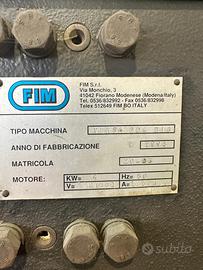 FIM
FIM S.r.l.
Via Monchio, 3
41042 Fiorano Modenese (Modena/Italy)
Tel. 0536/832992 - Fax 0536/832998
Telex 512649 FIM BO ITALY
TIPO MACCHINA
ANNO DI FABBRICAZIONE
MATRICOLA
MOTORE:
KW=
Hz=
V=
A=
subito